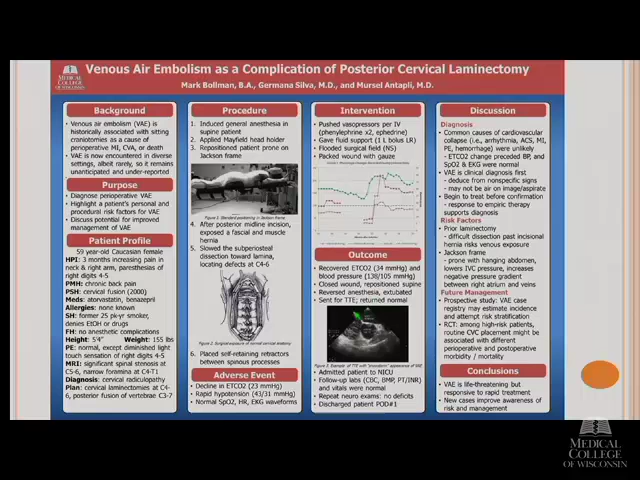 Venous Air Embolism as a Complication of Posterior Cervical Laminectomy
Mark Bollman, B.A., Germana Silva, M.D., and Mursel Antapli, M.D.
MEDICAL
COLLEGE
OF WISCONSIN
Background
• Venous air embolism (VAE) is
historically associated with sitting
craniotomies as a cause of
perioperative MI, CVA, or death
• VAE is now encountered in diverse
settings, albeit rarely, so it remains
unanticipated and under-reported
Purpose
• Diagnose perioperative VAE
• Highlight a patient's personal and
procedural risk factors for VAE
• Discuss potential for improved
management of VAE
Patient Profile
59 year-old Caucasian female
HPI: 3 months increasing pain in
neck & right arm, paresthesias of
right digits 4-5
PMH: chronic back pain
PSH: cervical fusion (2000)
Meds: atorvastatin, benazepril
Allergies: none known
SH: former 25 pk-yr smoker,
denies EtOH or drugs
FH: no anesthetic complications
Height: 5'4" Weight: 155 lbs
PE: normal, except diminished light
touch sensation of right digits 4-5
MRI: significant spinal stenosis at
C5-6, narrow foramina at C4-T1
Diagnosis: cervical radiculopathy
Plan: cervical laminectomies at C4-
6, posterior fusion of vertebrae C3-7
Procedure
1. Induced general anesthesia in
supine patient
2. Applied Mayfield head holder
3. Repositioned patient prone on
Jackson frame
Figure 1. Standard positioning in Jackson frame
4. After posterior midline incision,
exposed a fascial and muscle
hernia
5. Slowed the subperiosteal
dissection toward lamina,
locating defects at C4-6
Figure 2. Surgical exposure of normal cervical anatomy
6. Placed self-retaining retractors
between spinous processes
Adverse Event
• Decline in ETCO2 (23 mmHg)
• Rapid hypotension (43/31 mmHg)
• Normal SpO2, HR, EKG waveforms
Intervention
• Pushed vasopressors per IV
(phenylephrine x2, ephedrine)
• Gave fluid support (1 L bolus LR)
• Flooded surgical field (NS)
• Packed wound with gauze
Outcome
• Recovered ETCO2 (34 mmHg) and
blood pressure (138/105 mmHg)
• Closed wound, repositioned supine
• Reversed anesthesia, extubated
• Sent for TTE; returned normal
• Admitted patient to NICU
• Follow-up labs (CBC, BMP, PT/INR)
and vitals were normal
• Repeat neuro exams: no deficits
• Discharged patient POD#1
Discussion
Diagnosis
• Common causes of cardiovascular
collapse (i.e., arrhythmia, ACS, MI,
PE, hemorrhage) were unlikely
- ETCO2 change preceded BP, and
SpO2 & EKG were normal
• VAE is clinical diagnosis first
- deduce from nonspecific signs
- may not be air on image/aspirate
• Begin to treat before confirmation
- response to empiric therapy
supports diagnosis
Risk Factors
• Prior laminectomy
- difficult dissection past incisional
hernia risks venous exposure
• Jackson frame
- prone with hanging abdomen,
lowers IVC pressure, increases
negative pressure gradient
between right atrium and veins
Future Management
• Prospective study: VAE case
registry may estimate incidence
and attempt risk stratification
• RCT: among high-risk patients,
routine CVC placement might be
associated with different
perioperative and postoperative
morbidity / mortality
Conclusions
• VAE is life-threatening but
responsive to rapid treatment
• New cases improve awareness of
risk and management
MEDICAL
COLLEGE
OF WISCONSIN